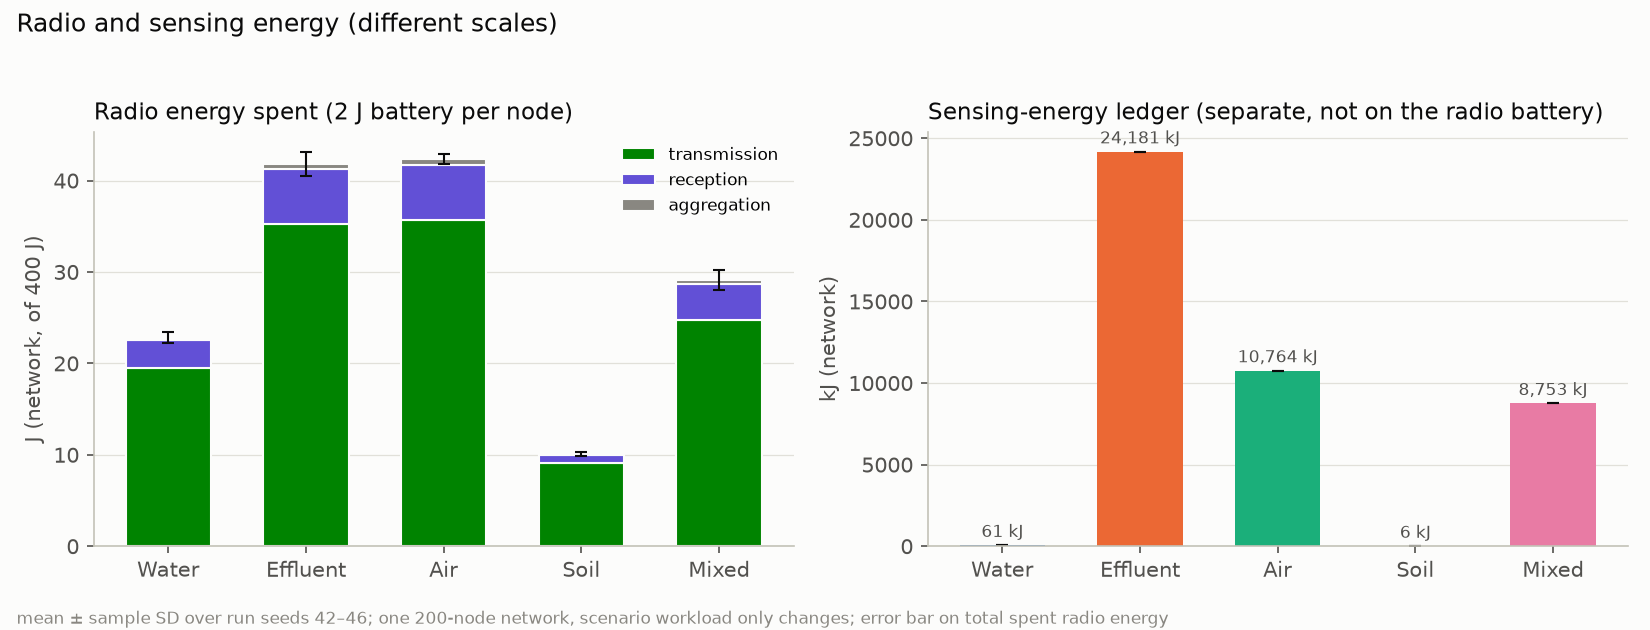 Radio and sensing energy (different scales)
Radio energy spent (2 J battery per node)
J (network, of 400 J)
40
30
20
10
0
transmission
reception
aggregation
Water
Effluent
Air
Soil
Mixed
Sensing-energy ledger (separate, not on the radio battery)
kJ (network)
25000
20000
15000
10000
5000
0
61 kJ
24,181 kJ
10,764 kJ
6 kJ
8,753 kJ
Water
Effluent
Air
Soil
Mixed
mean ± sample SD over run seeds 42–46; one 200-node network, scenario workload only changes; error bar on total spent radio energy